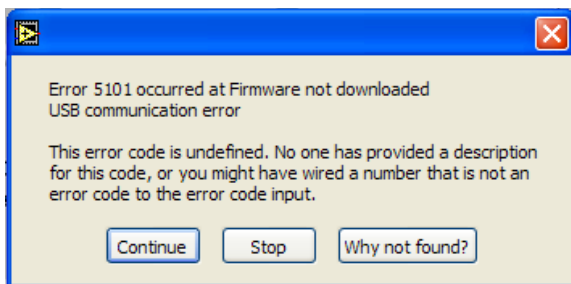 Error 5101 occurred at Firmware not downloaded
USB communication error
This error code is undefined. No one has provided a description
for this code, or you might have wired a number that is not an
error code to the error code input.
Continue Stop Why not found?